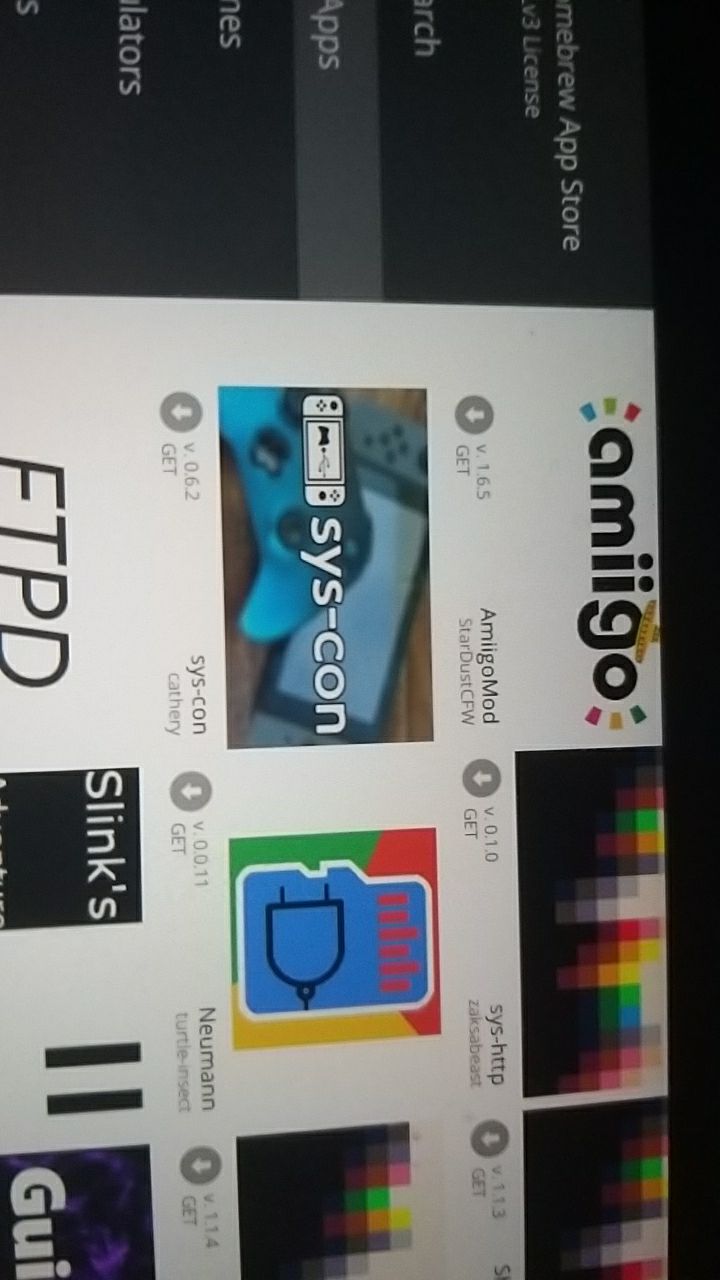 omebrew App Store
v3 License
arch
Apps
nes
lators
s
amiigo
v. 1.6.5
GET
AmiigoMod
StarDustCFW
v. 0.1.0
GET
sys-http
zaksabeast
v. 1.1.3
GET
sys-con
v. 0.6.2
GET
sys-con
cathery
v. 0.0.11
GET
Neumann
turtle-insect
v. 1.1.4
GET
FTPD
Slink's
Gui